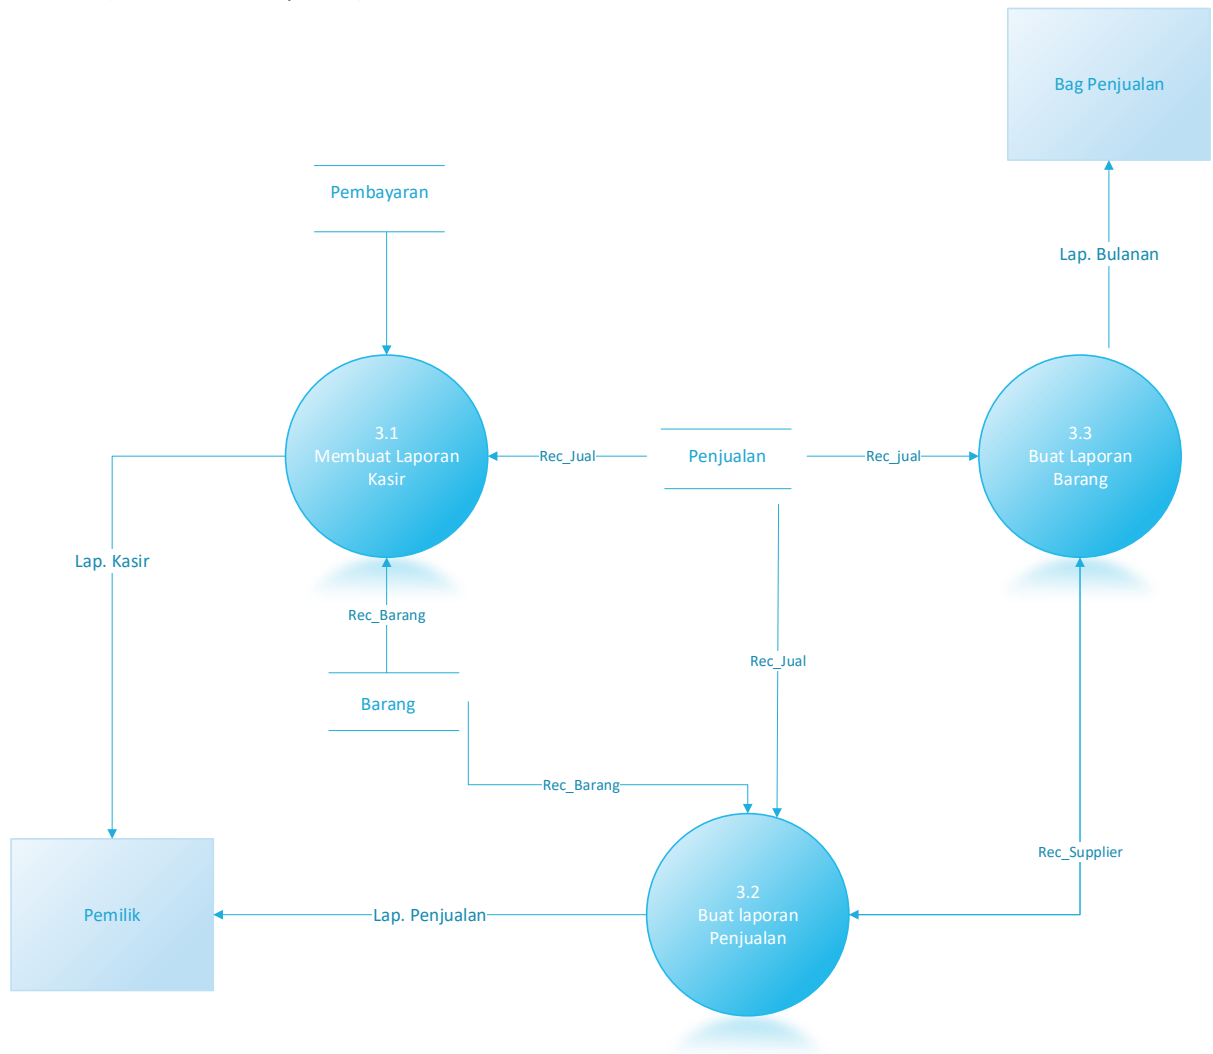 Bag Penjualan
Pembayaran
Lap. Bulanan
3.1
Membuat Laporan
Kasir
Rec_Jual
Penjualan
Rec_jual
3.3
Buat Laporan
Barang
Lap. Kasir
Rec_Barang
Rec_Jual
Barang
Rec_Barang
Rec_Supplier
Pemilik
Lap. Penjualan
3.2
Buat laporan
Penjualan